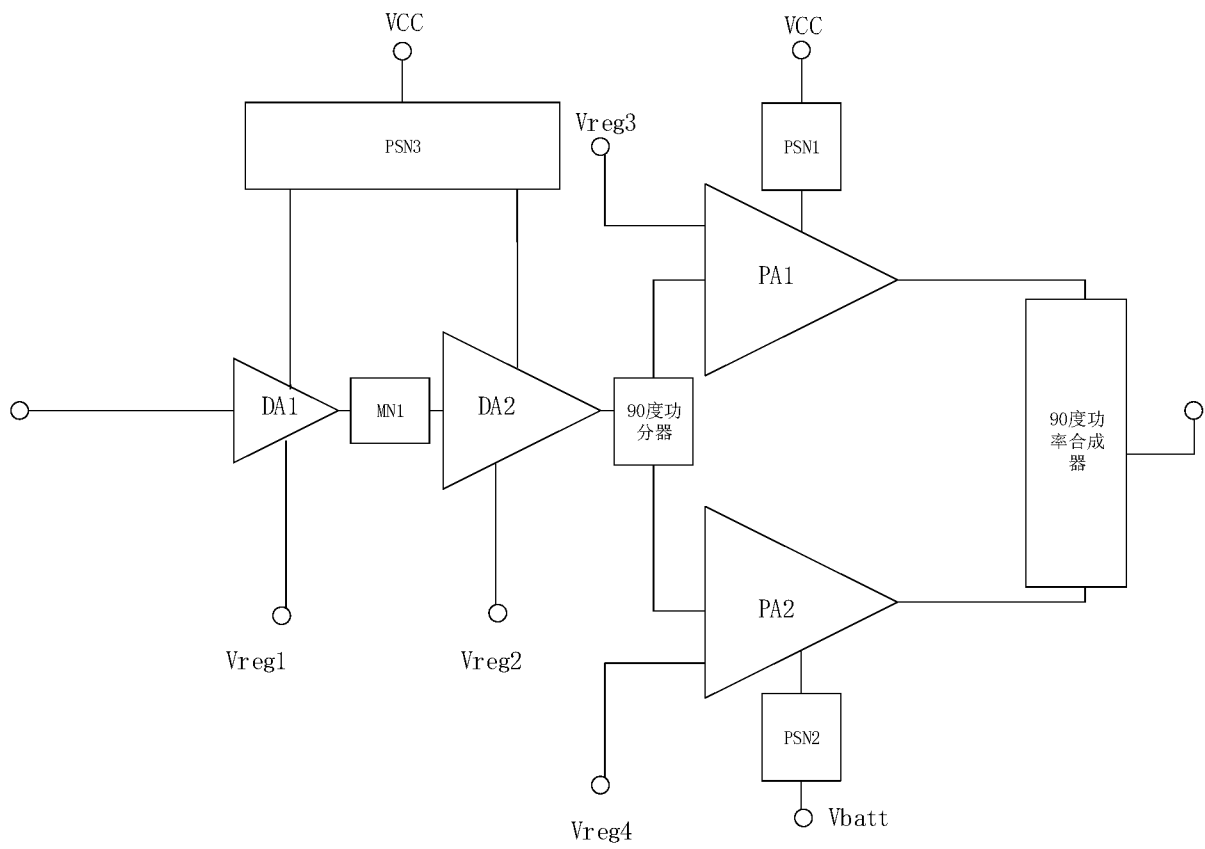 VCC
VCC
PSN3
Vreg3
PSN1
PA1
DA1
MN1
DA2
90度功
分器
90度功
率合成
器
PA2
Vreg1
Vreg2
PSN2
Vreg4
Vbatt